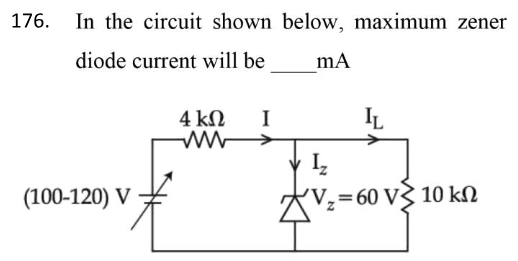 176. In the circuit shown below, maximum zener
diode current will be ____mA
4 kΩ I I_L
I_z
(100-120) V V_z = 60 V 10 kΩ